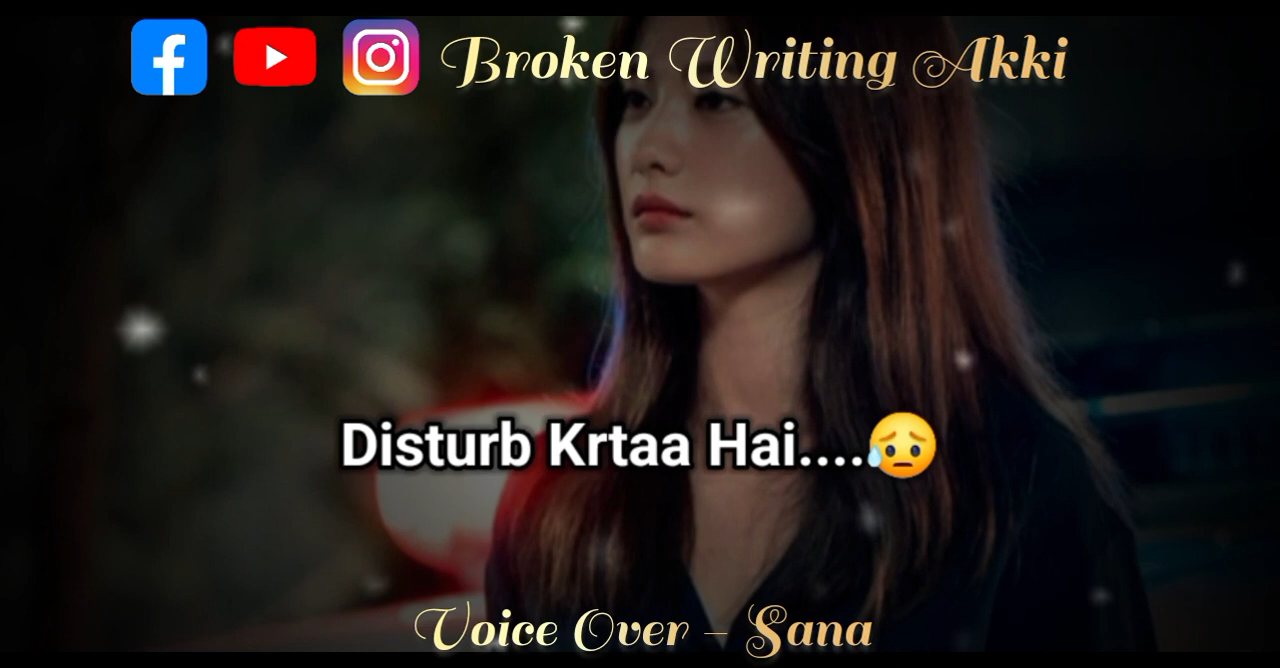 Broken Writing Akki
Disturb Krtaa Hai....😥
Voice Over - Sana